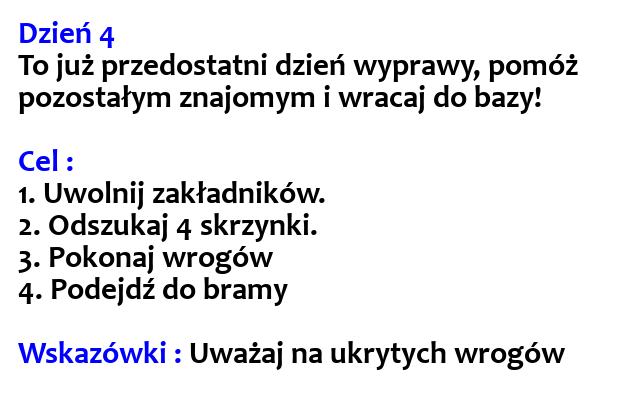 Dzień 4
To już przedostatni dzień wyprawy, pomóż
pozostałym znajomym i wracaj do bazy!
Cel :
1. Uwolnij zakładników.
2. Odszukaj 4 skrzynki.
3. Pokonaj wrogów
4. Podejdź do bramy
Wskazówki : Uważaj na ukrytych wrogów